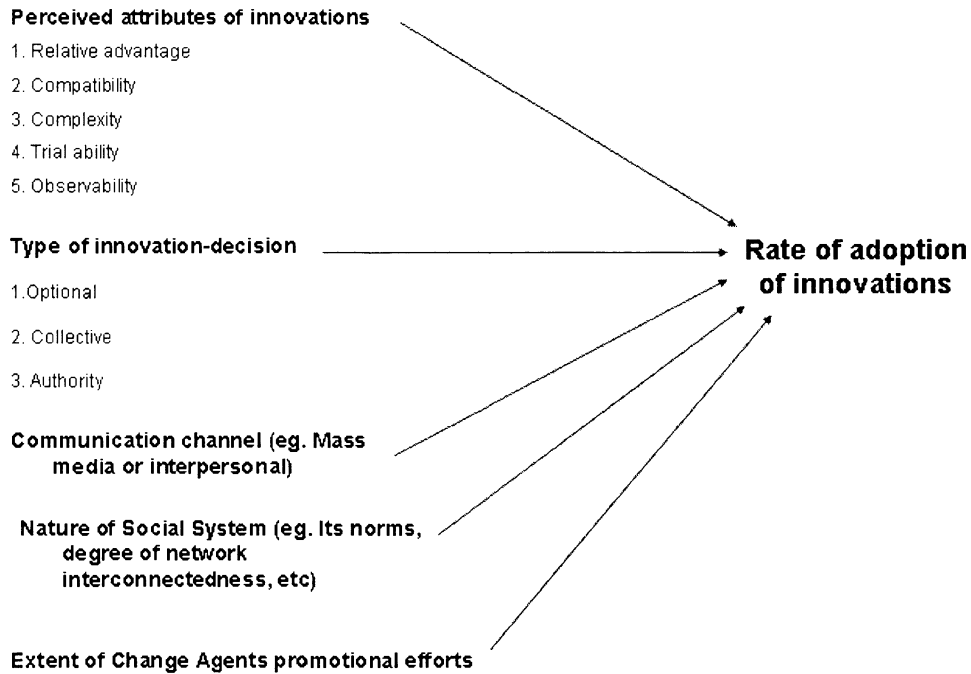 Perceived attributes of innovations
1. Relative advantage
2. Compatibility
3. Complexity
4. Trial ability
5. Observability
Type of innovation-decision
1.Optional
2. Collective
3. Authority
Communication channel (eg. Mass
media or interpersonal)
Nature of Social System (eg. Its norms,
degree of network
interconnectedness, etc)
Extent of Change Agents promotional efforts
Rate of adoption
of innovations